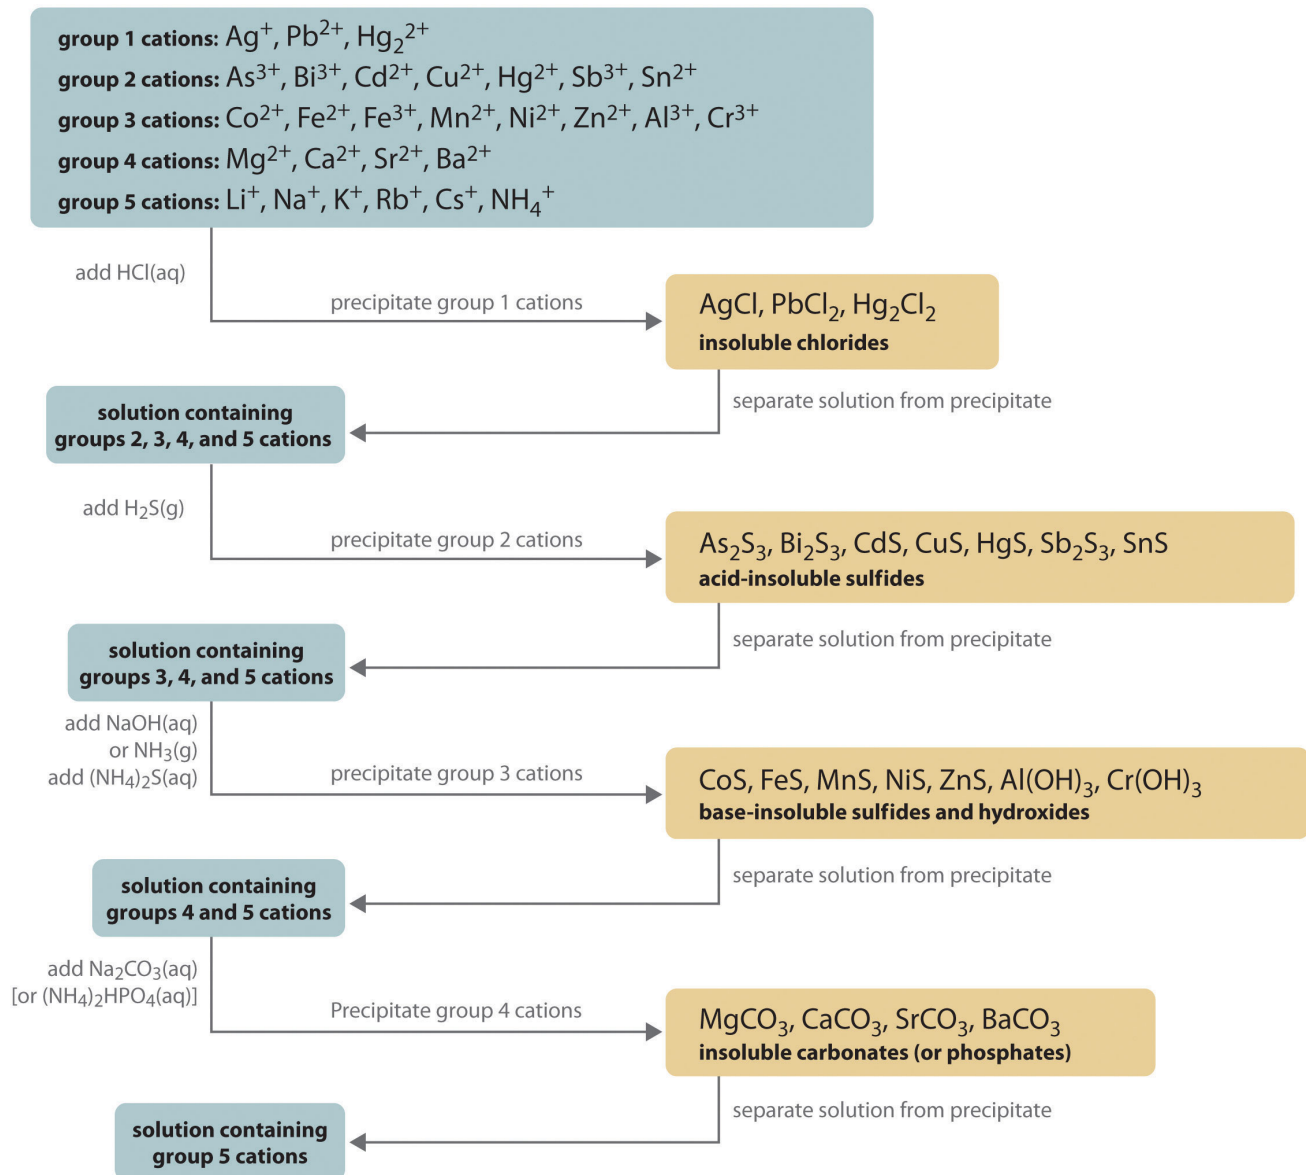 group 1 cations: Ag⁺, Pb²⁺, Hg₂²⁺
group 2 cations: As³⁺, Bi³⁺, Cd²⁺, Cu²⁺, Hg²⁺, Sb³⁺, Sn²⁺
group 3 cations: Co²⁺, Fe²⁺, Fe³⁺, Mn²⁺, Ni²⁺, Zn²⁺, Al³⁺, Cr³⁺
group 4 cations: Mg²⁺, Ca²⁺, Sr²⁺, Ba²⁺
group 5 cations: Li⁺, Na⁺, K⁺, Rb⁺, Cs⁺, NH₄⁺
add HCl(aq)
precipitate group 1 cations
AgCl, PbCl₂, Hg₂Cl₂
insoluble chlorides
separate solution from precipitate
solution containing
groups 2, 3, 4, and 5 cations
add H₂S(g)
precipitate group 2 cations
As₂S₃, Bi₂S₃, CdS, CuS, HgS, Sb₂S₃, SnS
acid-insoluble sulfides
separate solution from precipitate
solution containing
groups 3, 4, and 5 cations
add NaOH(aq)
or NH₃(g)
add (NH₄)₂S(aq)
precipitate group 3 cations
CoS, FeS, MnS, NiS, ZnS, Al(OH)₃, Cr(OH)₃
base-insoluble sulfides and hydroxides
separate solution from precipitate
solution containing
groups 4 and 5 cations
add Na₂CO₃(aq)
[or (NH₄)₂HPO₄(aq)]
Precipitate group 4 cations
MgCO₃, CaCO₃, SrCO₃, BaCO₃
insoluble carbonates (or phosphates)
separate solution from precipitate
solution containing
group 5 cations